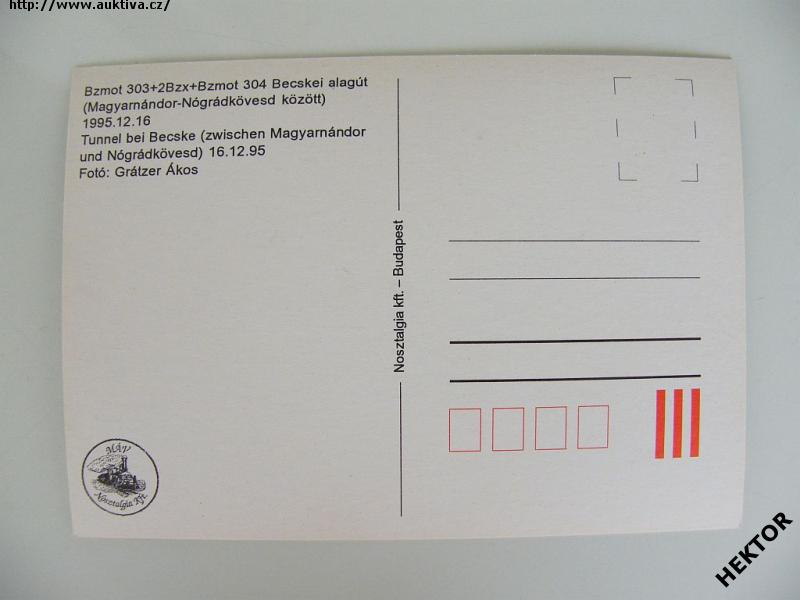 http://www.auktiva.cz/
Bzmot 303+2Bzx+Bzmot 304 Becskei alagút
(Magyarnándor-Nógrádkövesd között)
1995.12.16
Tunnel bei Becske (zwischen Magyarnándor
und Nógrádkövesd) 16.12.95
Fotó: Grátzer Ákos
Nosztalgia kft. – Budapest
MÁV
Nosztalgia Kft.
HEKTOR